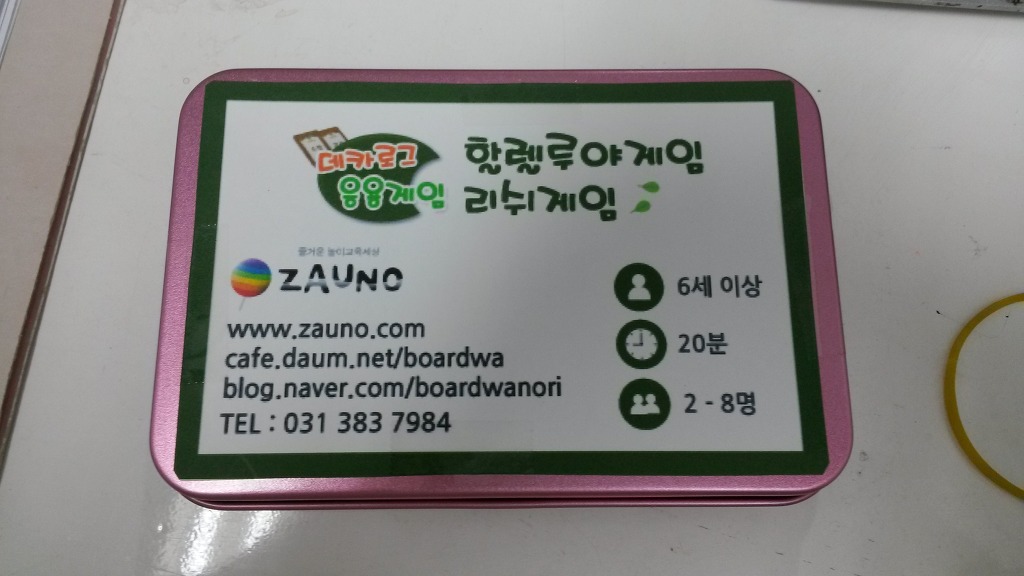 데카로그
응용게임
할렐루야게임
리쉬게임
즐거운 놀이교육세상
ZAUNO
www.zauno.com
cafe.daum.net/boardwa
blog.naver.com/boardwanori
TEL : 031 383 7984
6세 이상
20분
2 - 8명